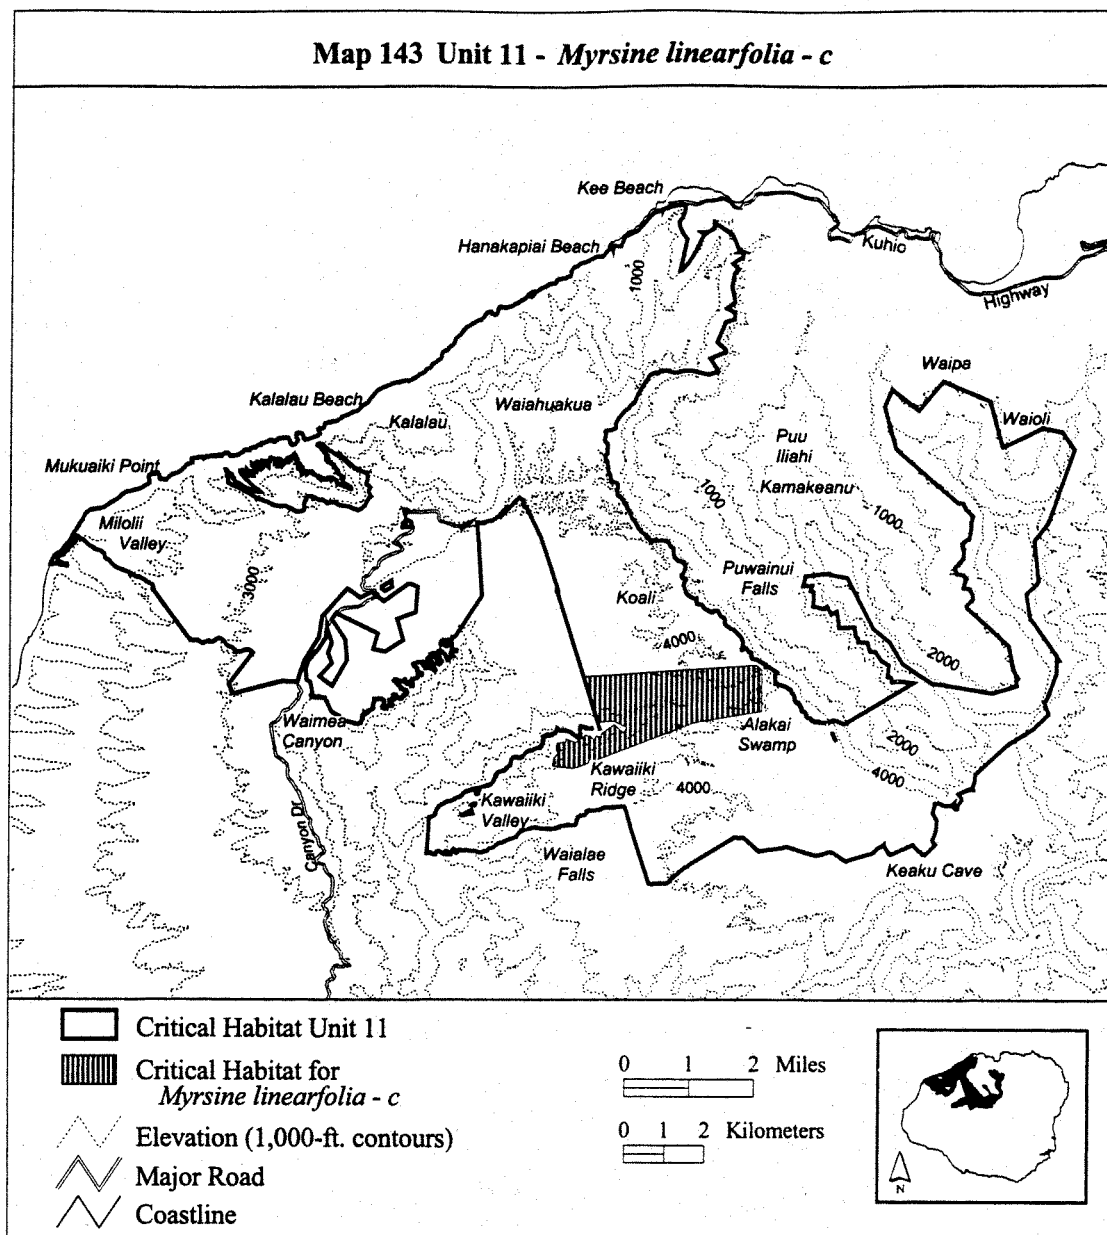 Map 143 Unit 11 - Myrsine linearfolia - c
Kee Beach
Hanakapiai Beach
Kuhio
Highway
1000
Waipa
Kalalau Beach
Waiahuakua
Kalalau
Waioli
Puu
Iliahi
Mukuaiki Point
Kamakeanu
1000
1000
Milolii
Valley
3000
Puwainui
Falls
Koali
4000
2000
Waimea
Canyon
Alakai
Swamp
2000
4000
Kawaiiki
Ridge
4000
Kawaiiki
Valley
Canyon Dr
Waialae
Falls
Keaku Cave
Critical Habitat Unit 11
Critical Habitat for
Myrsine linearfolia - c
Elevation (1,000-ft. contours)
Major Road
Coastline
0 1 2 Miles
0 1 2 Kilometers
N